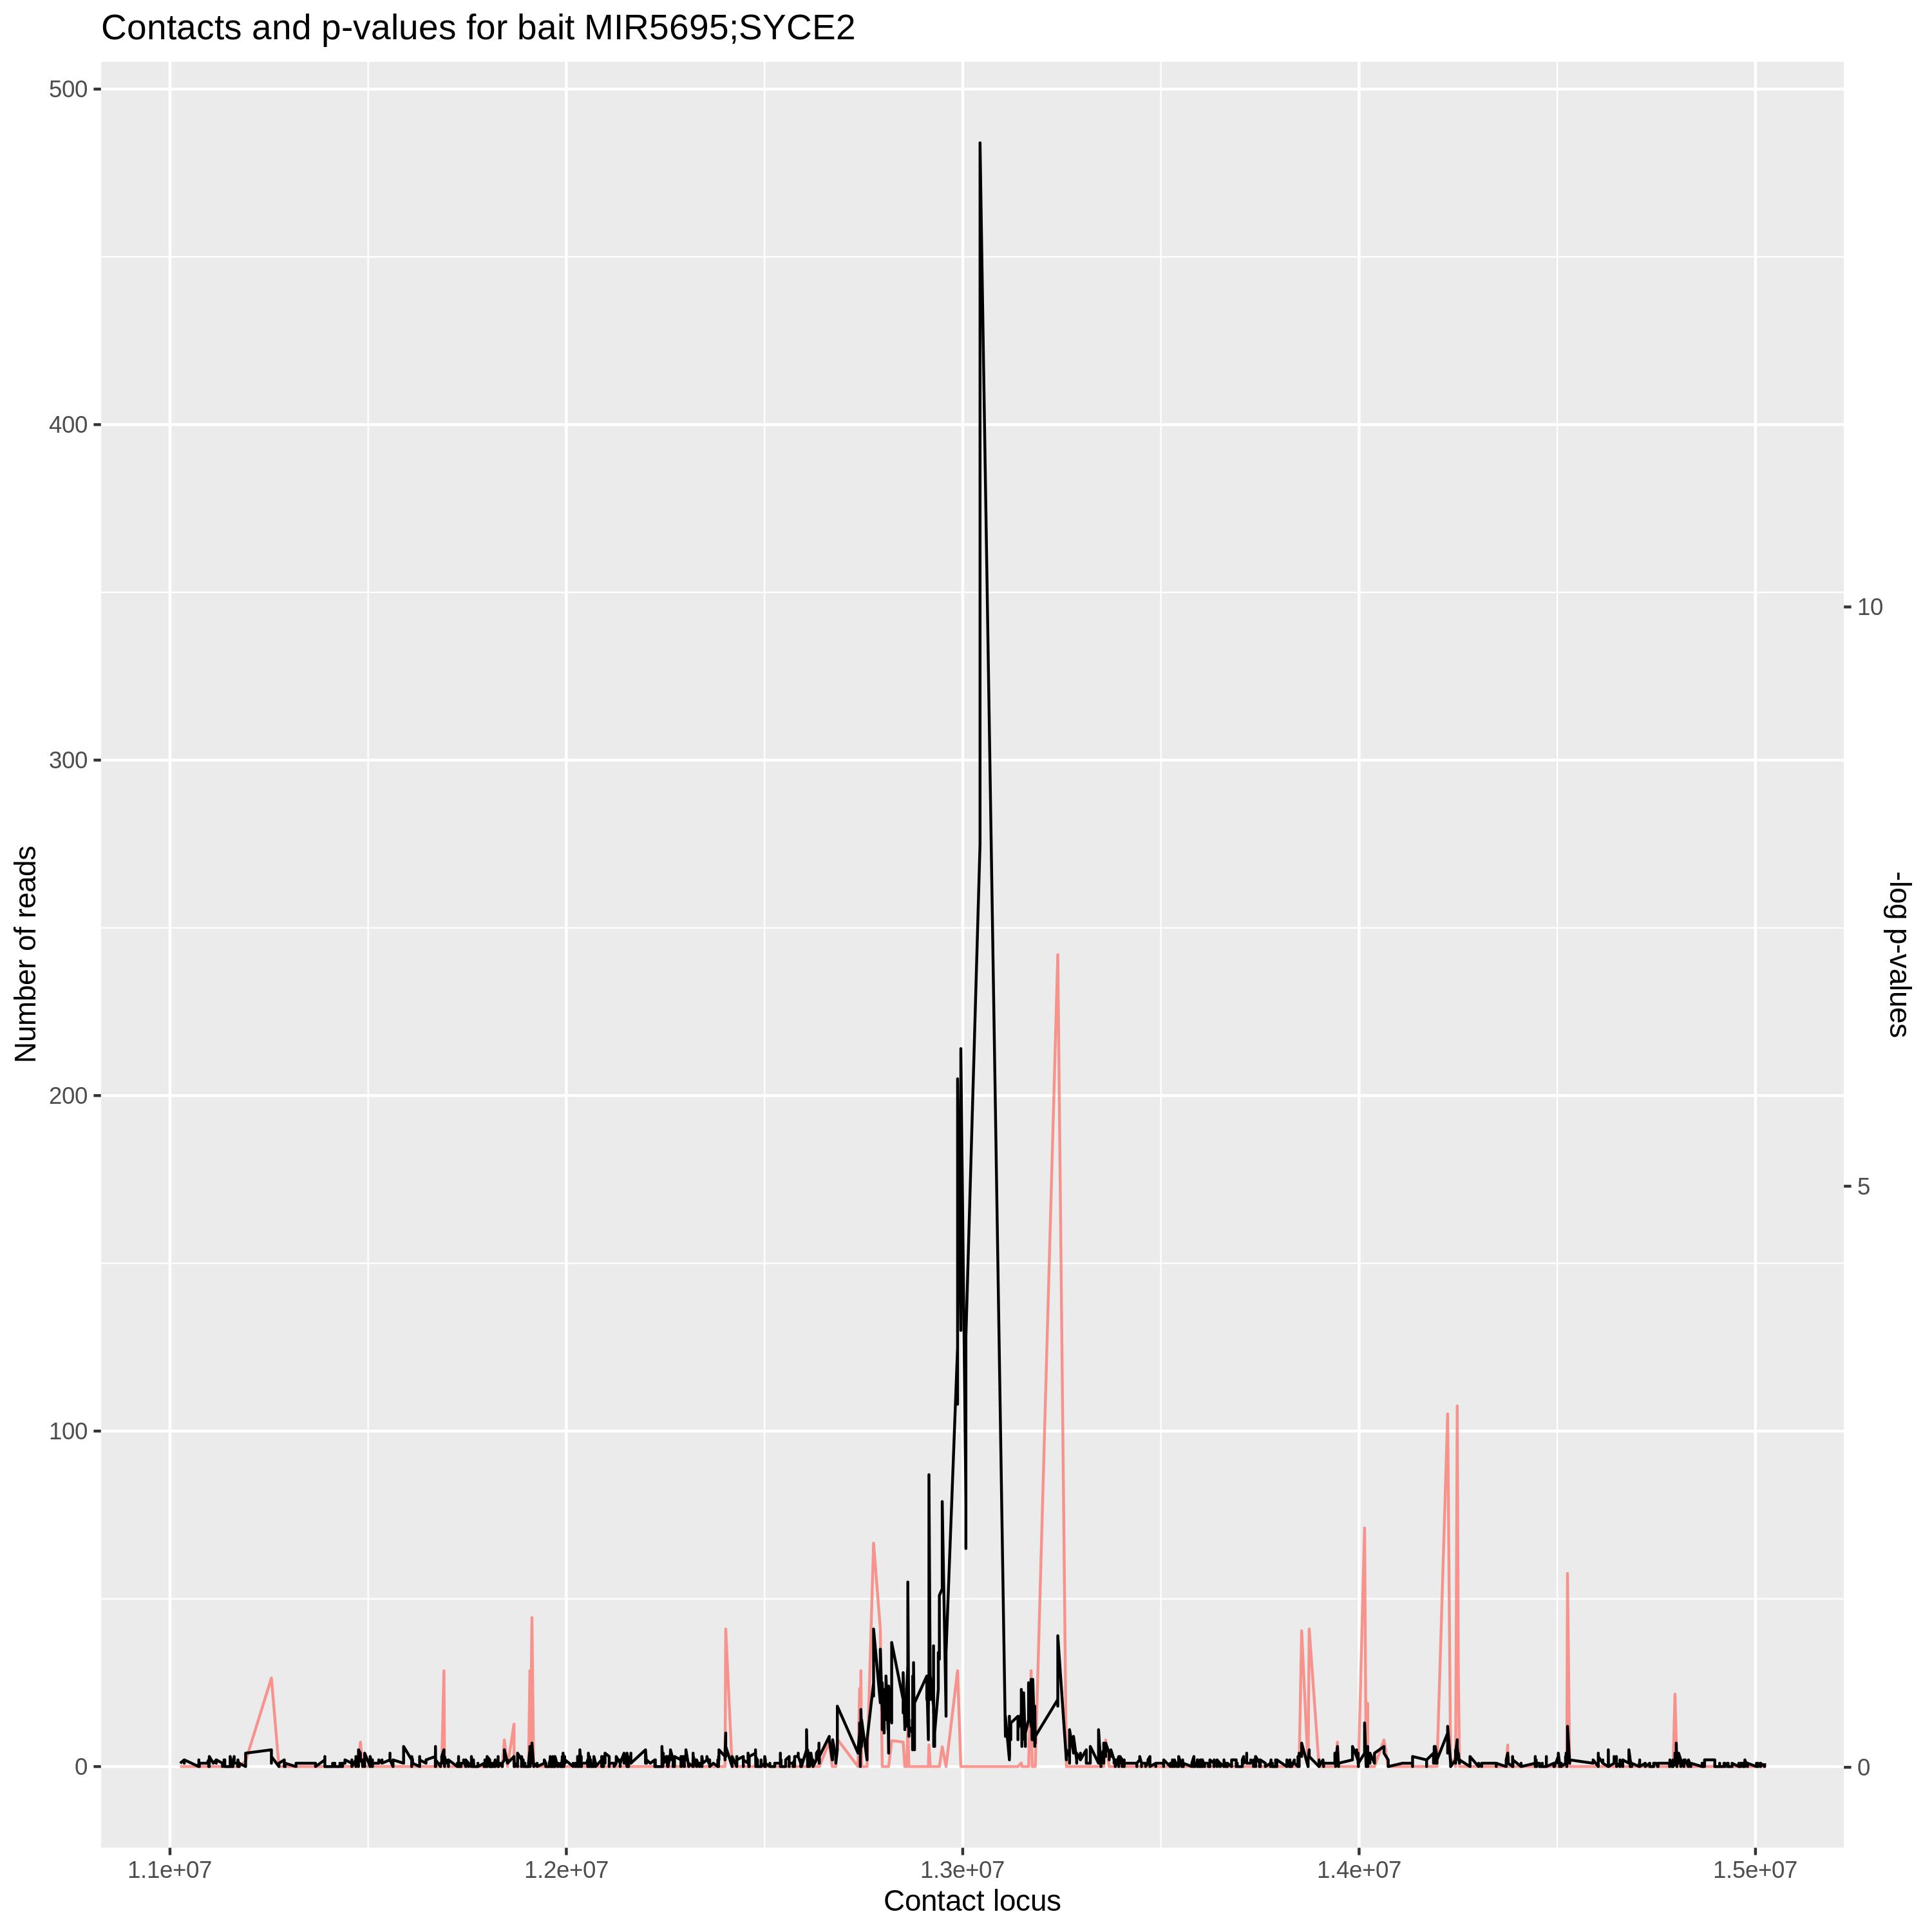 Contacts and p-values for bait MIR5695;SYCE2
500
400
300
200
100
0
Number of reads
10
5
0
-log p-values
1.1e+07
1.2e+07
1.3e+07
1.4e+07
1.5e+07
Contact locus